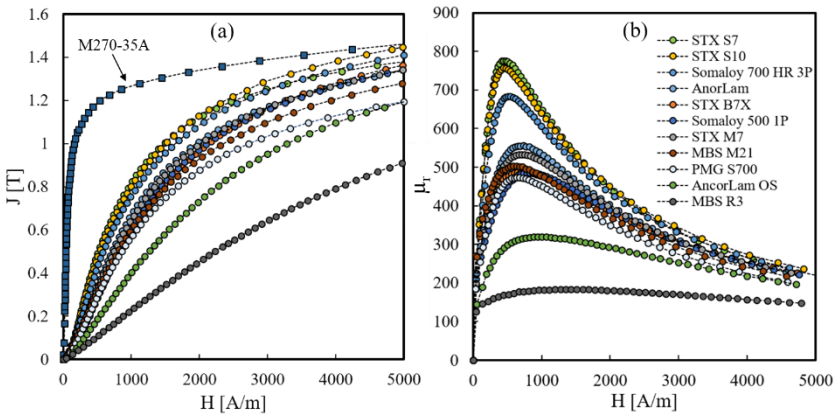 (a)
M270-35A
1.6
1.4
1.2
1
0.8
0.6
0.4
0.2
0
J [T]
0 1000 2000 3000 4000 5000
H [A/m]
(b)
900
800
700
600
500
400
300
200
100
0
μr
STX S7
STX S10
Somaloy 700 HR 3P
AnorLam
STX B7X
Somaloy 500 1P
STX M7
MBS M21
PMG S700
AncorLam OS
MBS R3
0 1000 2000 3000 4000 5000
H [A/m]